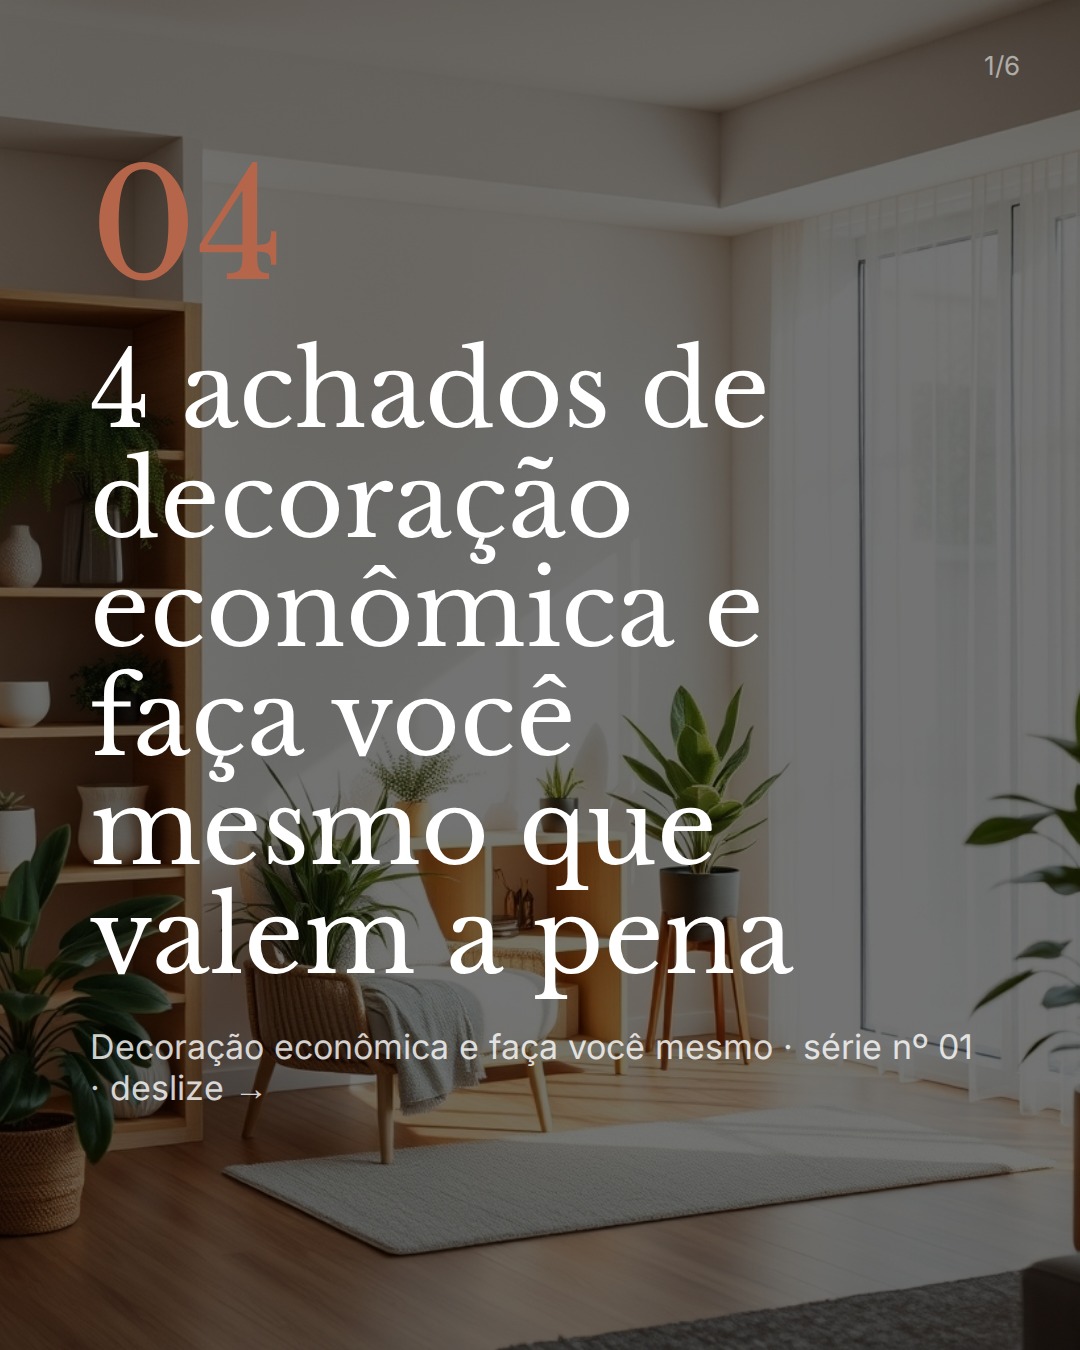 1/6
04
4 achados de
decoração
econômica e
faça você
mesmo que
valem a pena
Decoração econômica e faça você mesmo · série nº 01
· deslize →